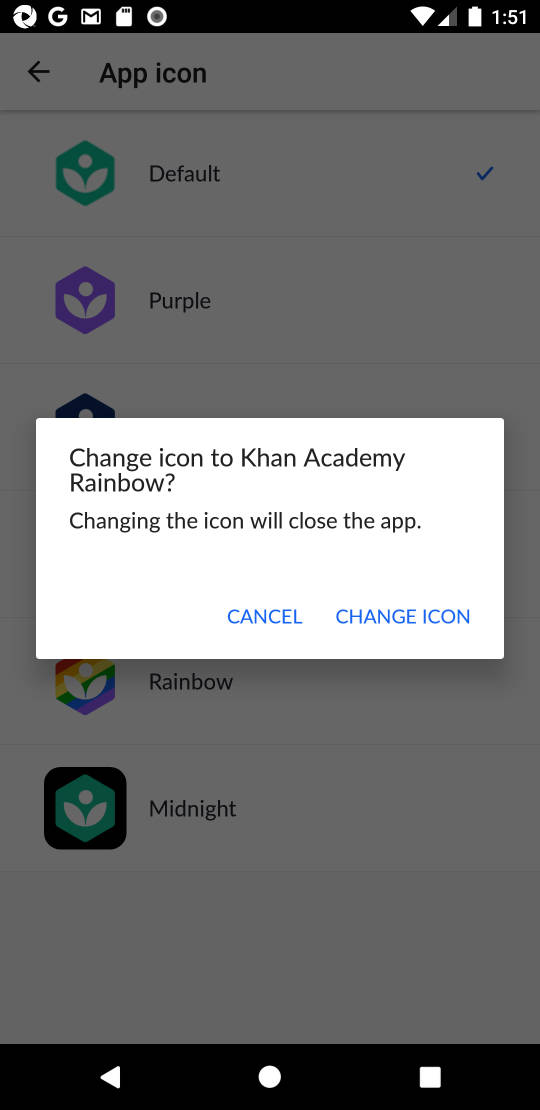 1:51
App icon
Default
Purple
Change icon to Khan Academy
Rainbow?
Changing the icon will close the app.
CANCEL CHANGE ICON
Rainbow
Midnight